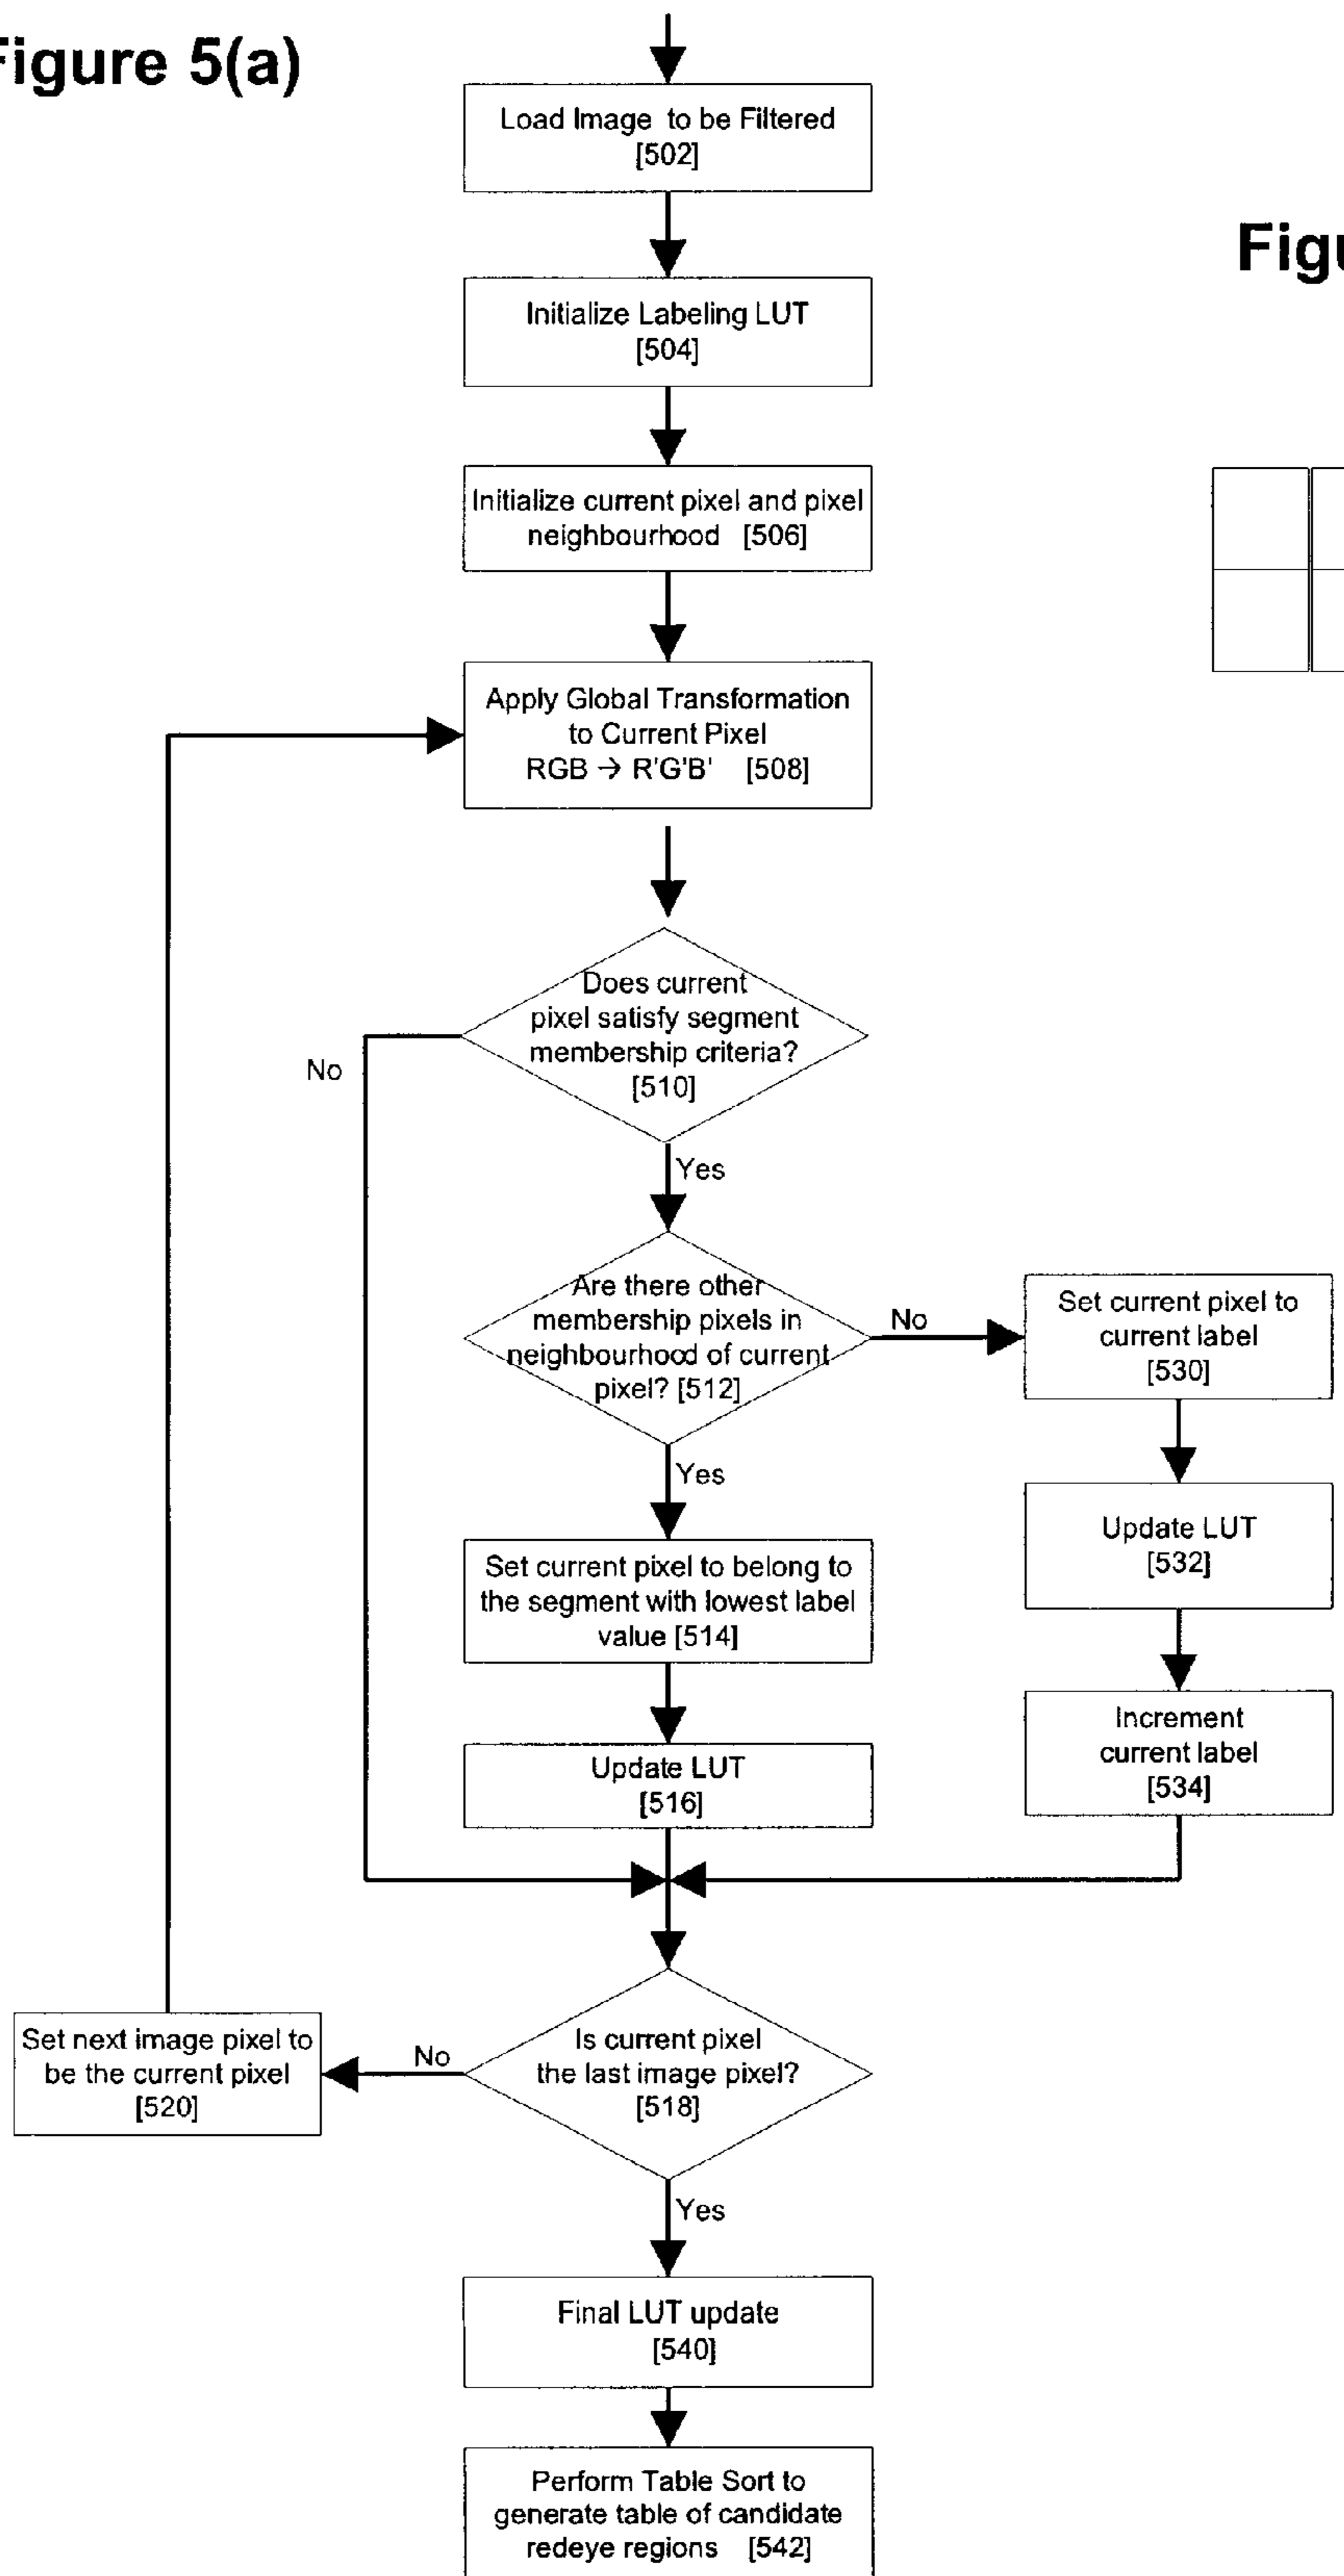 Figure 5(a)
Load Image to be Filtered
[502]
Initialize Labeling LUT
[504]
Initialize current pixel and pixel
neighbourhood [506]
Apply Global Transformation
to Current Pixel
RGB → R'G'B' [508]
Does current
pixel satisfy segment
membership criteria?
[510]
No
Yes
Are there other
membership pixels in
neighbourhood of current
pixel? [512]
No
Set current pixel to
current label
[530]
Yes
Update LUT
[532]
Set current pixel to belong to
the segment with lowest label
value [514]
Increment
current label
[534]
Update LUT
[516]
Is current pixel
the last image pixel?
[518]
No
Set next image pixel to
be the current pixel
[520]
Yes
Final LUT update
[540]
Perform Table Sort to
generate table of candidate
redeye regions [542]